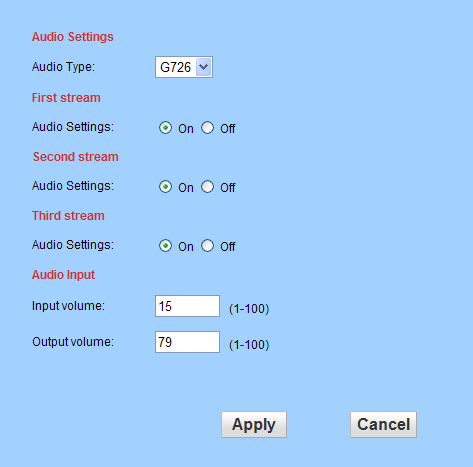 Audio Settings
Audio Type: G726
First stream
Audio Settings: On Off
Second stream
Audio Settings: On Off
Third stream
Audio Settings: On Off
Audio Input
Input volume: 15 (1-100)
Output volume: 79 (1-100)
Apply Cancel